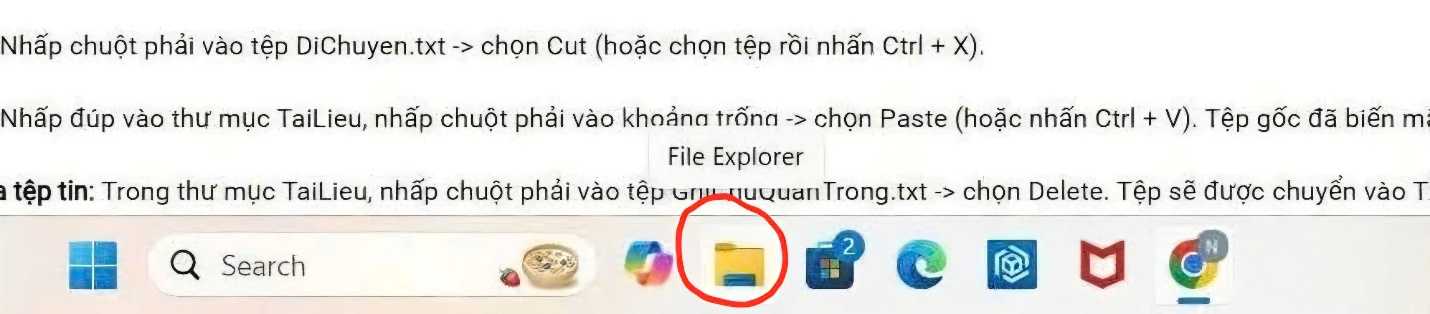 Nhấp chuột phải vào tệp DiChuyen.txt -> chọn Cut (hoặc chọn tệp rồi nhấn Ctrl + X).
Nhấp đúp vào thư mục TaiLieu, nhấp chuột phải vào khoảng trống -> chọn Paste (hoặc nhấn Ctrl + V). Tệp gốc đã biến
File Explorer
tệp tin: Trong thư mục TaiLieu, nhấp chuột phải vào tệp -> chọn Delete. Tệp sẽ được chuyển vào
Search
2
N